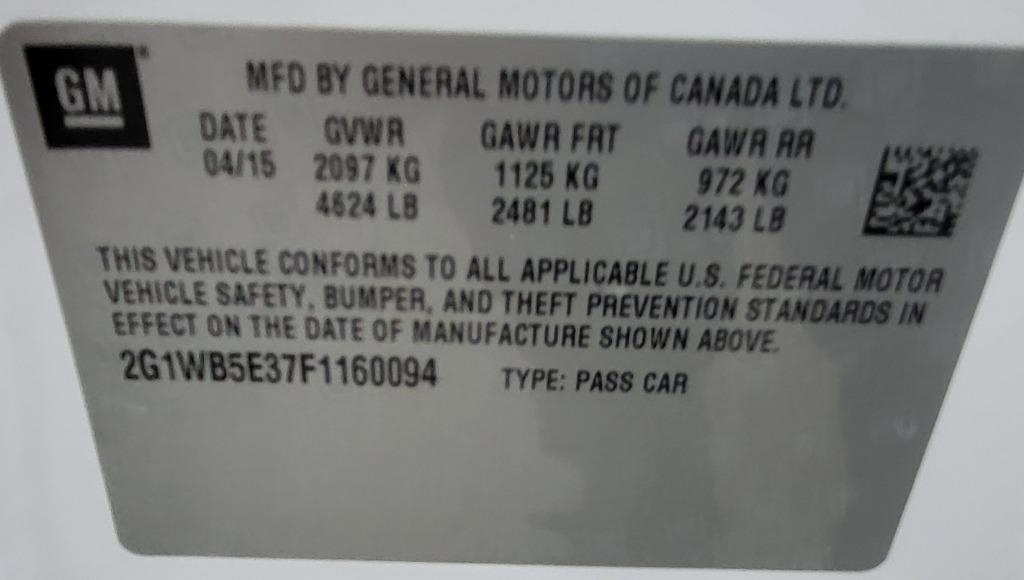 GM
MFD BY GENERAL MOTORS OF CANADA LTD.
DATE GVWR GAWR FRT GAWR RR
04/15 2097 KG 1125 KG 972 KG
4624 LB 2481 LB 2143 LB
THIS VEHICLE CONFORMS TO ALL APPLICABLE U.S. FEDERAL MOTOR
VEHICLE SAFETY, BUMPER, AND THEFT PREVENTION STANDARDS IN
EFFECT ON THE DATE OF MANUFACTURE SHOWN ABOVE.
2G1WB5E37F1160094 TYPE: PASS CAR